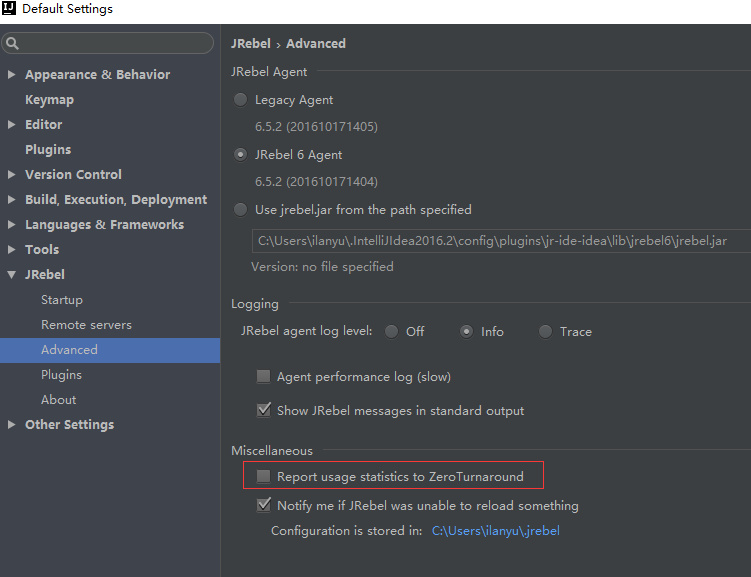 Default Settings
Appearance & Behavior
Keymap
Editor
Plugins
Version Control
Build, Execution, Deployment
Languages & Frameworks
Tools
JRebel
Startup
Remote servers
Advanced
Plugins
About
Other Settings
JRebel › Advanced
JRebel Agent
Legacy Agent
6.5.2 (201610171405)
JRebel 6 Agent
6.5.2 (201610171404)
Use jrebel.jar from the path specified
C:\Users\ilanyu\.IntelliJIdea2016.2\config\plugins\jr-ide-idea\lib\jrebel6\jrebel.jar
Version: no file specified
Logging
JRebel agent log level: Off Info Trace
Agent performance log (slow)
Show JRebel messages in standard output
Miscellaneous
Report usage statistics to ZeroTurnaround
Notify me if JRebel was unable to reload something
Configuration is stored in: C:\Users\ilanyu\.jrebel